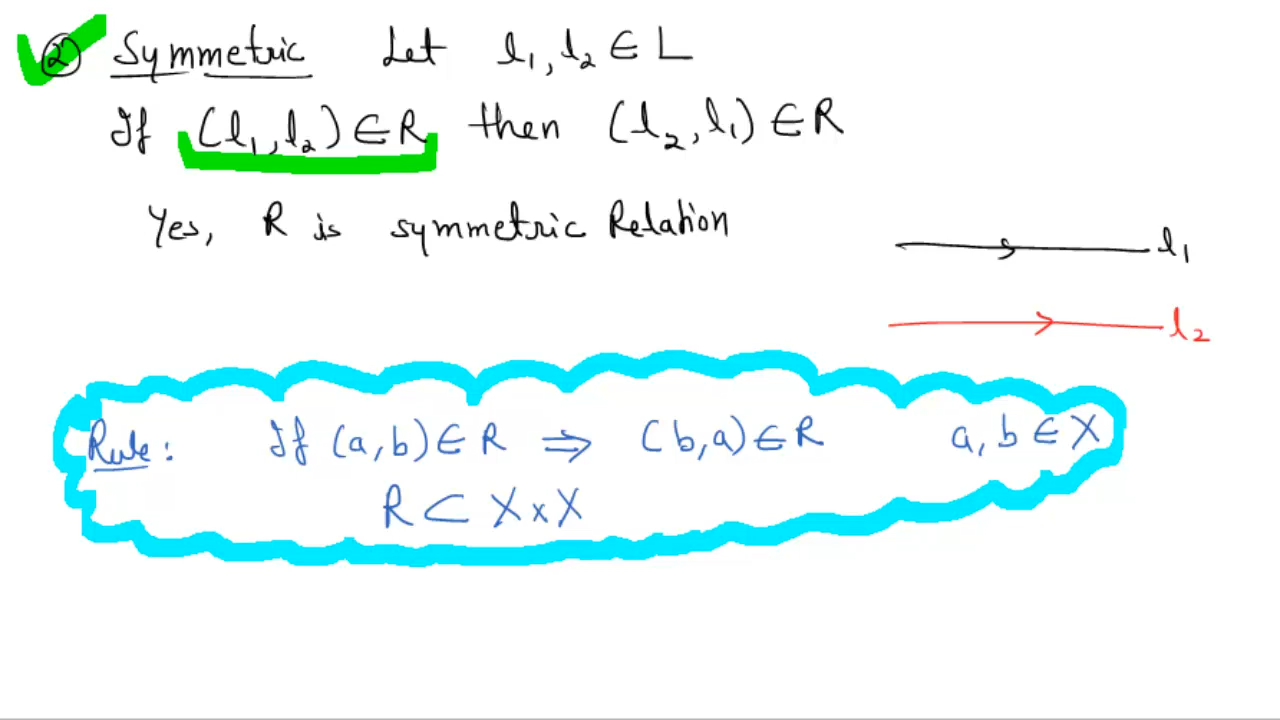 ② Symmetric Let l₁, l₂ ∈ L
If (l₁, l₂) ∈ R then (l₂, l₁) ∈ R
Yes, R is symmetric Relation
l₁
l₂
Rule: If (a, b) ∈ R ⇒ (b, a) ∈ R a, b ∈ X
R ⊂ X × X